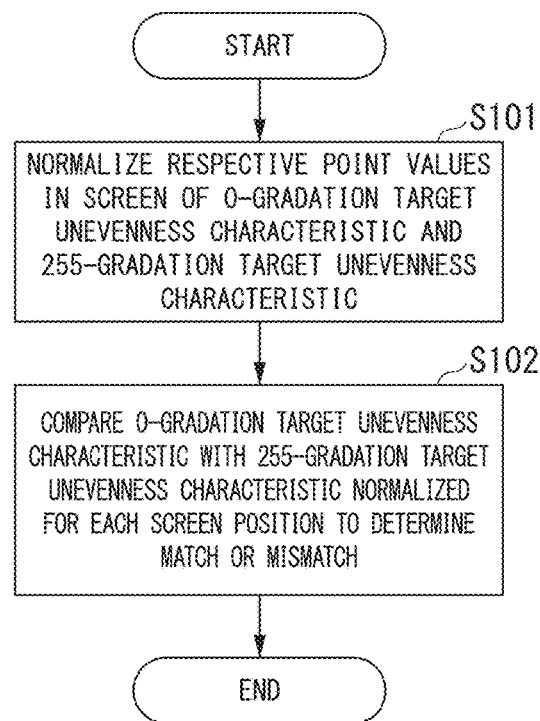 START
S101
NORMALIZE RESPECTIVE POINT VALUES
IN SCREEN OF 0-GRADATION TARGET
UNEVENNESS CHARACTERISTIC AND
255-GRADATION TARGET UNEVENNESS
CHARACTERISTIC
S102
COMPARE 0-GRADATION TARGET UNEVENNESS
CHARACTERISTIC WITH 255-GRADATION TARGET
UNEVENNESS CHARACTERISTIC NORMALIZED
FOR EACH SCREEN POSITION TO DETERMINE
MATCH OR MISMATCH
END